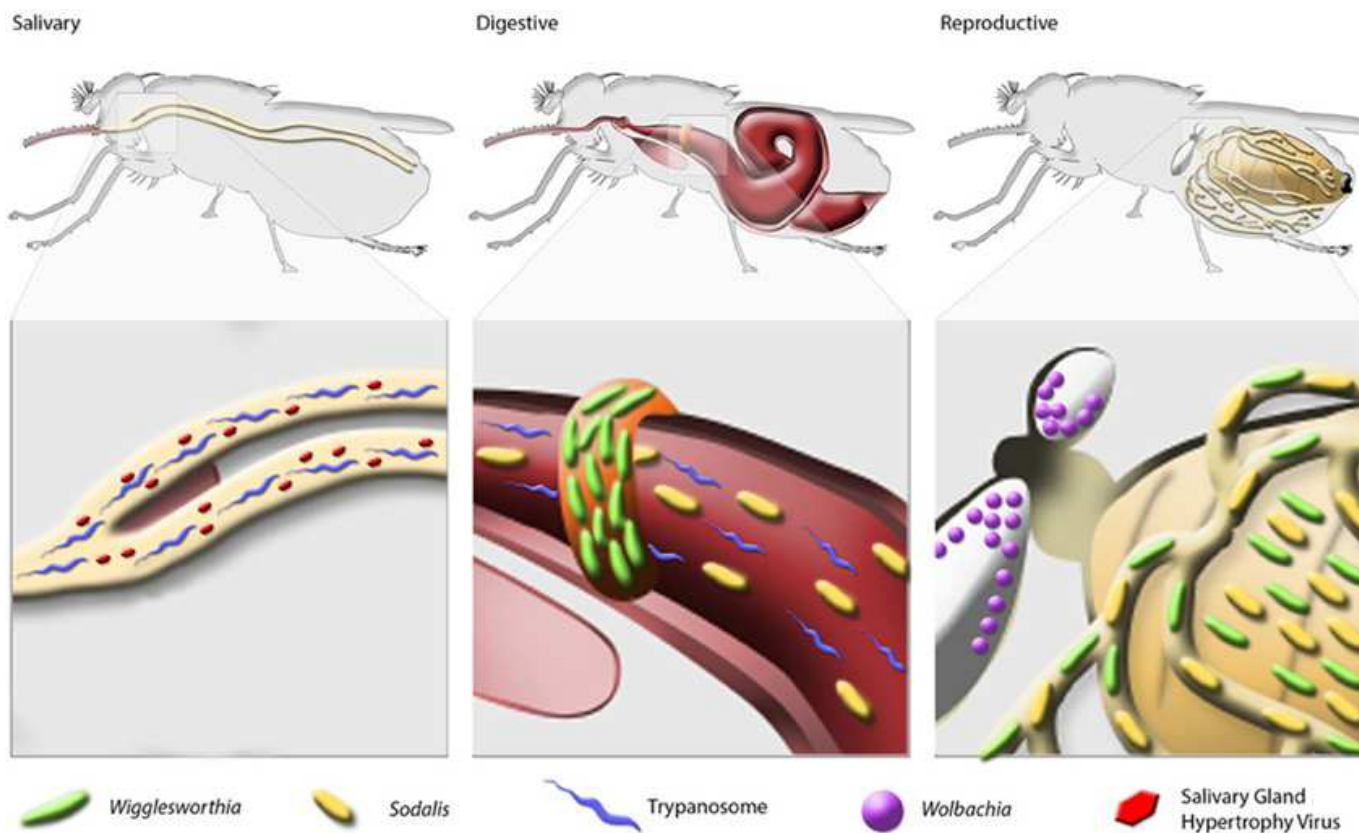 Salivary
Digestive
Reproductive
Wigglesworthia
Sodalis
Trypanosome
Wolbachia
Salivary Gland
Hypertrophy Virus